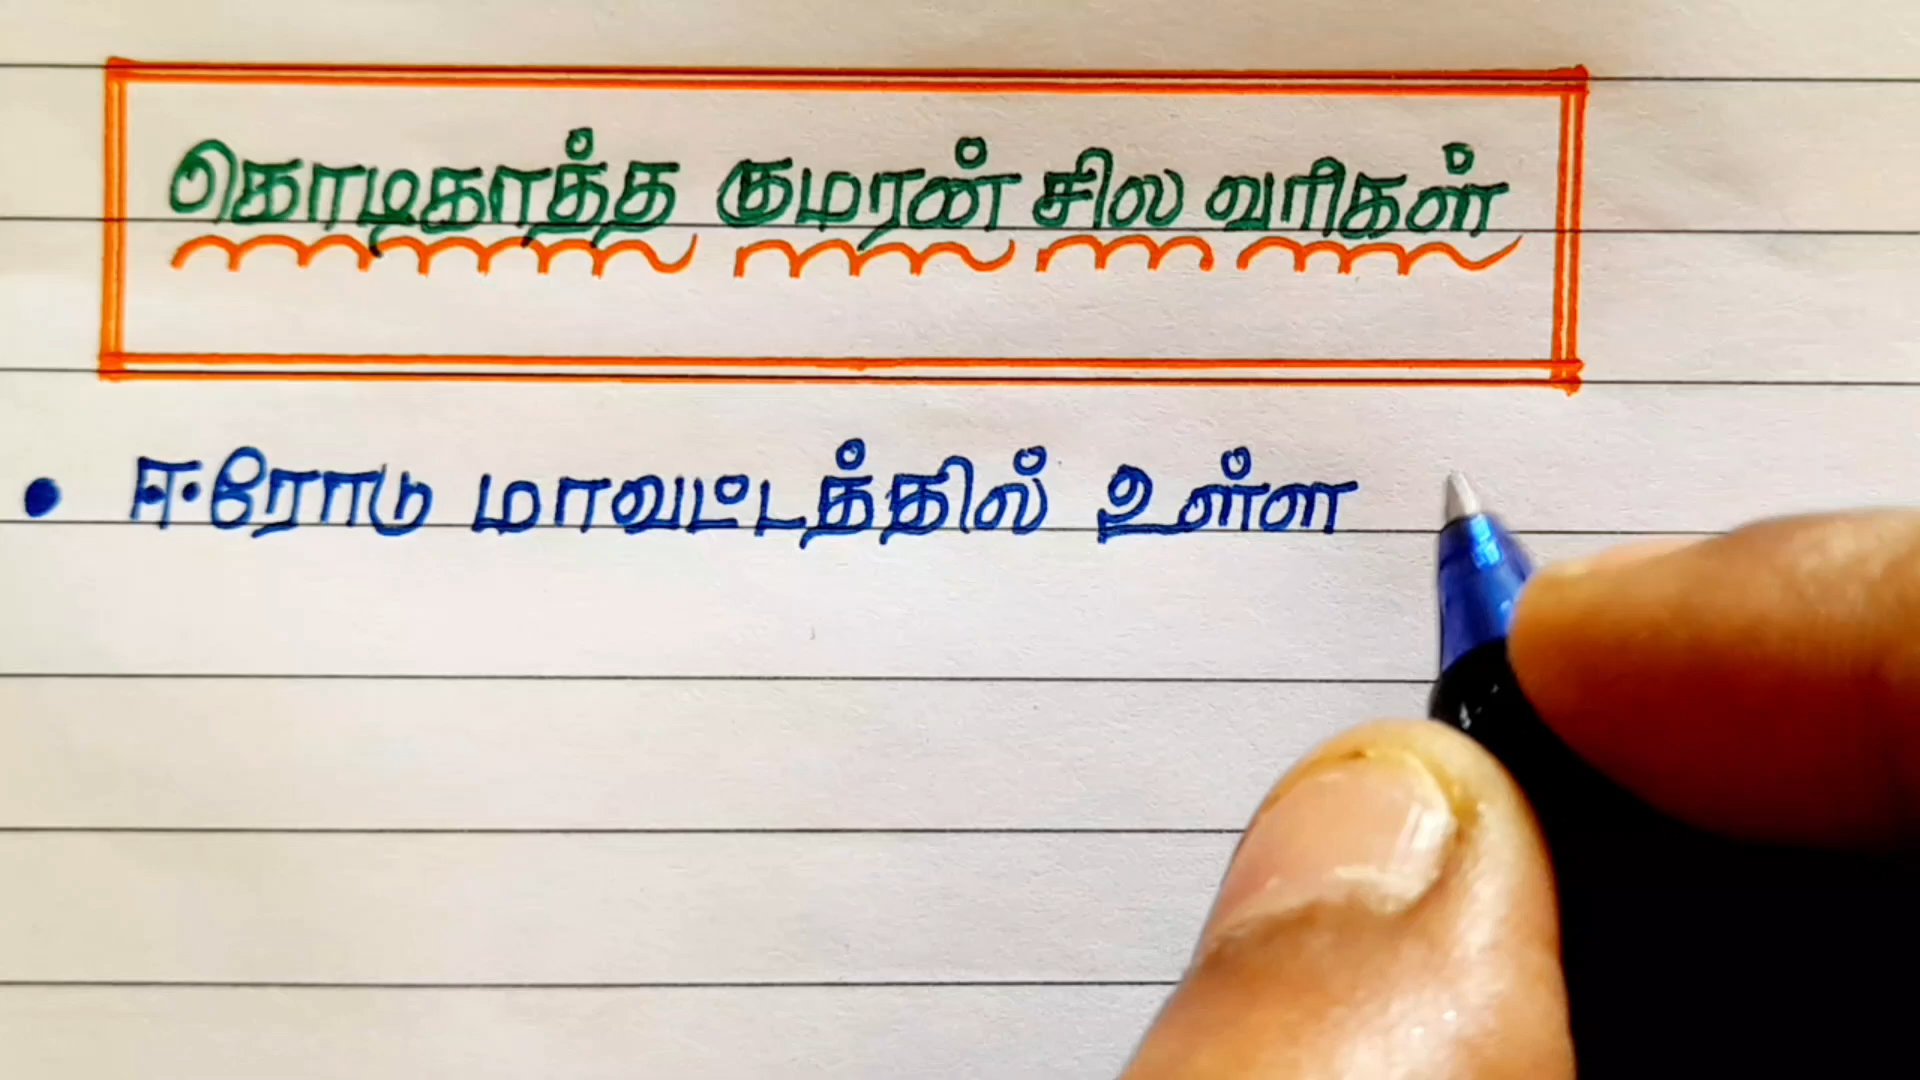 கொடிகாத்த குமரன் சில வரிகள்
• ஈரோடு மாவட்டத்தில் உள்ள